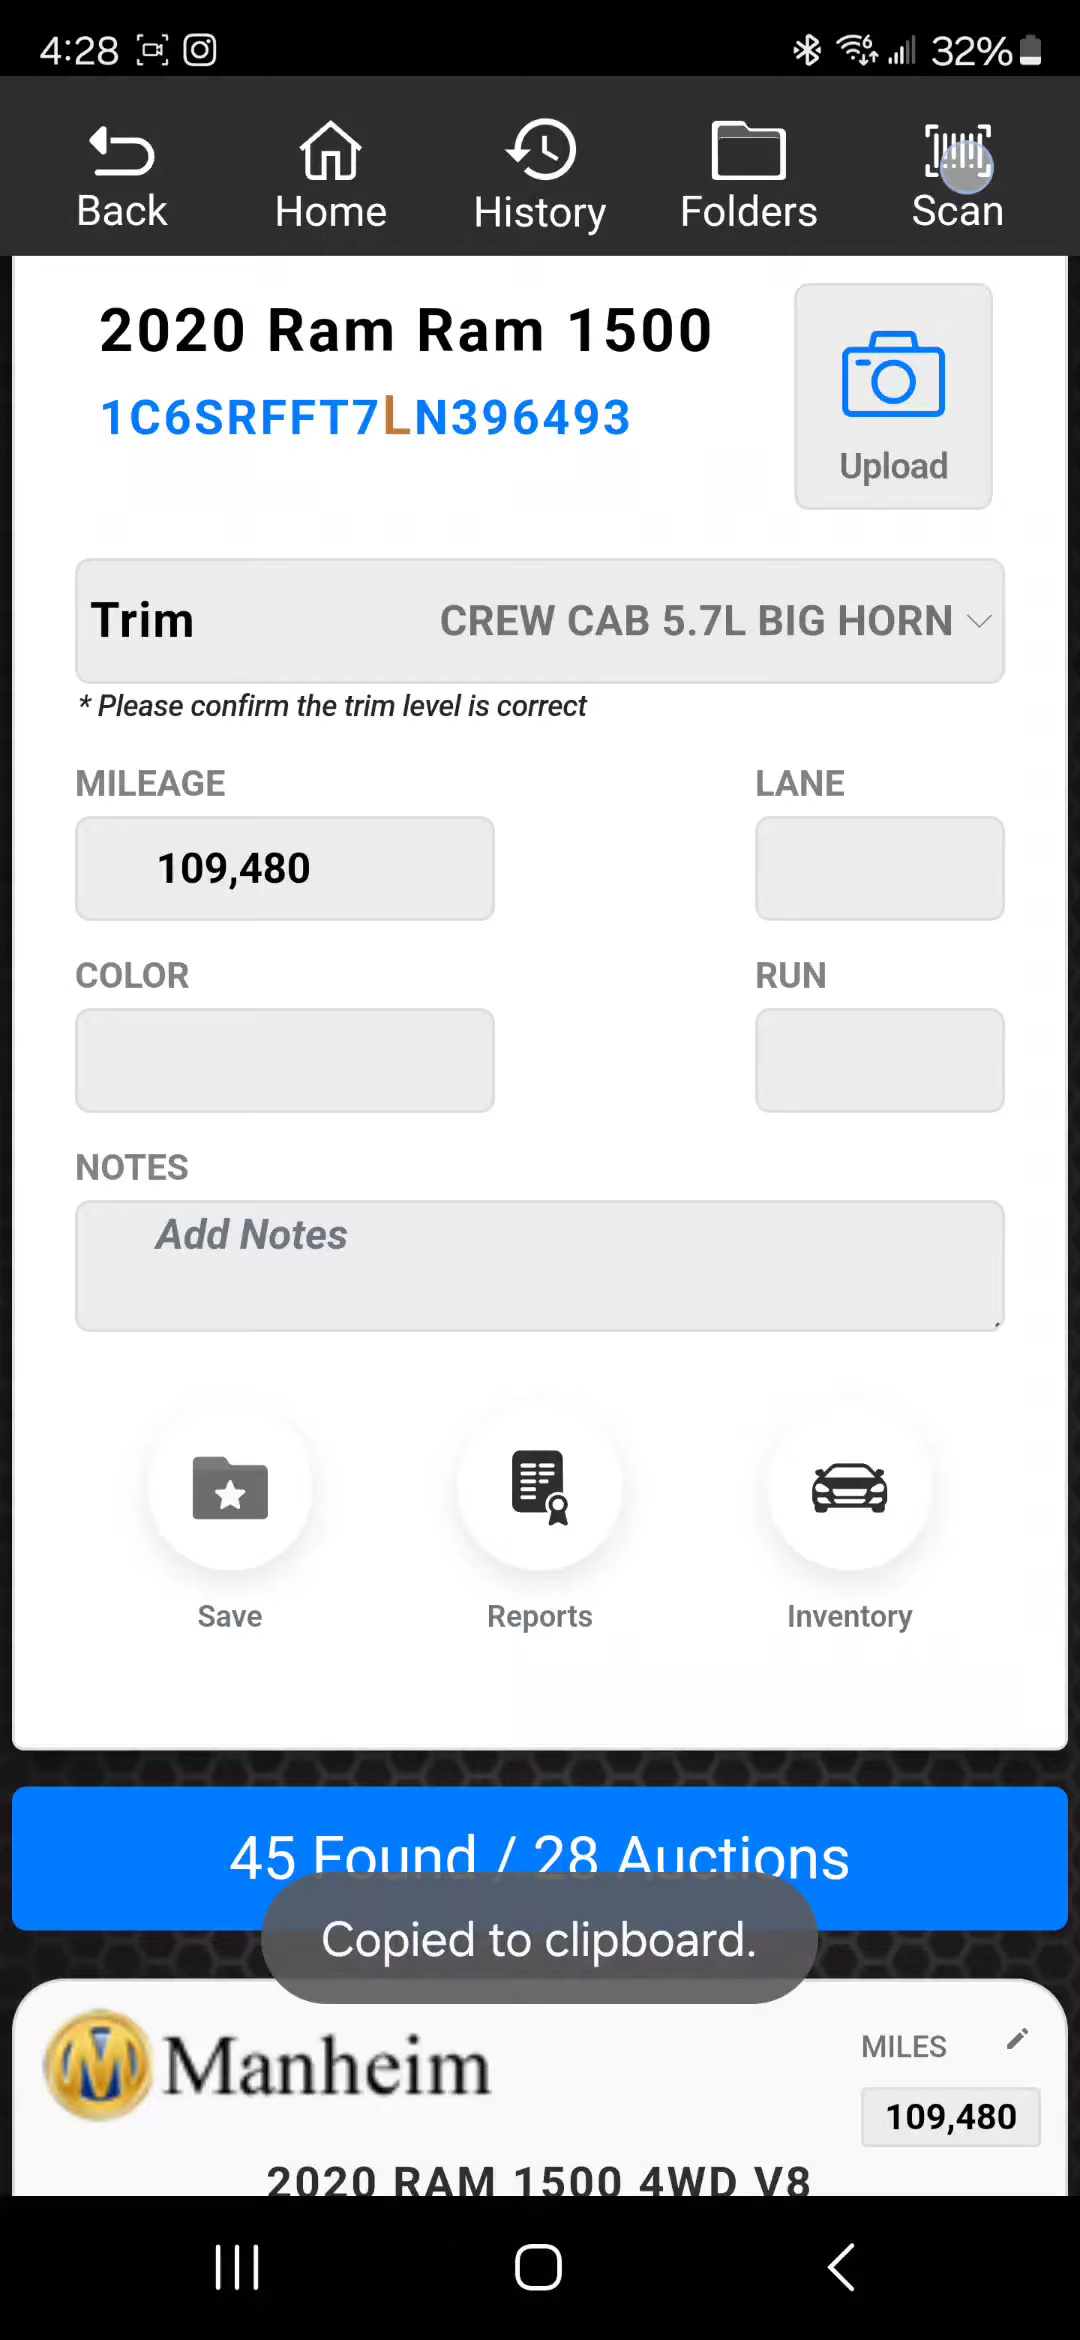 4:28 32%
Back Home History Folders Scan
2020 Ram Ram 1500
1C6SRFFT7LN396493
Upload
Trim CREW CAB 5.7L BIG HORN
* Please confirm the trim level is correct
MILEAGE LANE
109,480
COLOR RUN
NOTES
Add Notes
Save Reports Inventory
45 Found / 28 Auctions
Copied to clipboard.
Manheim MILES
109,480
2020 RAM 1500 4WD V8